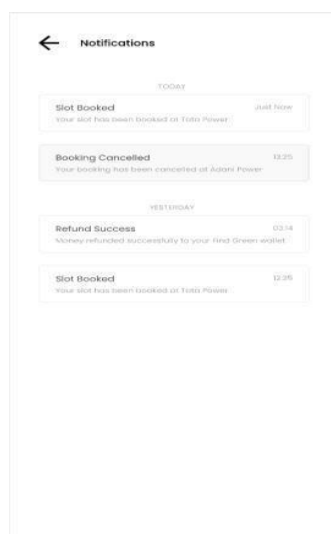 Notifications
TODAY
Slot Booked
Just Now
Your slot has been booked at Tata Power
Booking Cancelled
13:25
Your booking has been cancelled at Adani Power
YESTERDAY
Refund Success
03:14
Money refunded successfully to your Find Green wallet
Slot Booked
12:35
Your slot has been booked at Tata Power